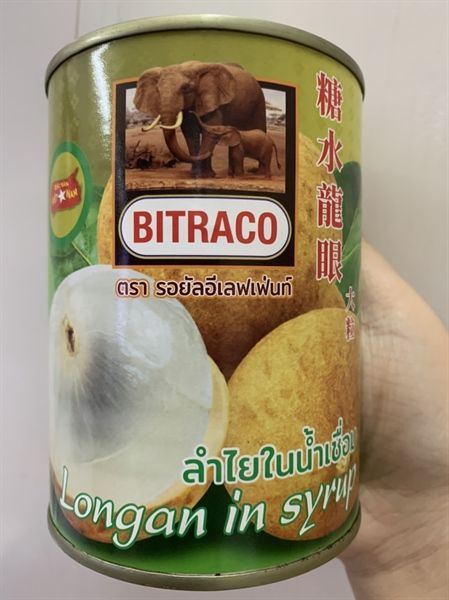 BITRACO
ตรา รอยัลอีเลฟเฟ่นท์
糖水龍眼
大粒
ลำไยในน้ำเชื่อม
Longan in syrup